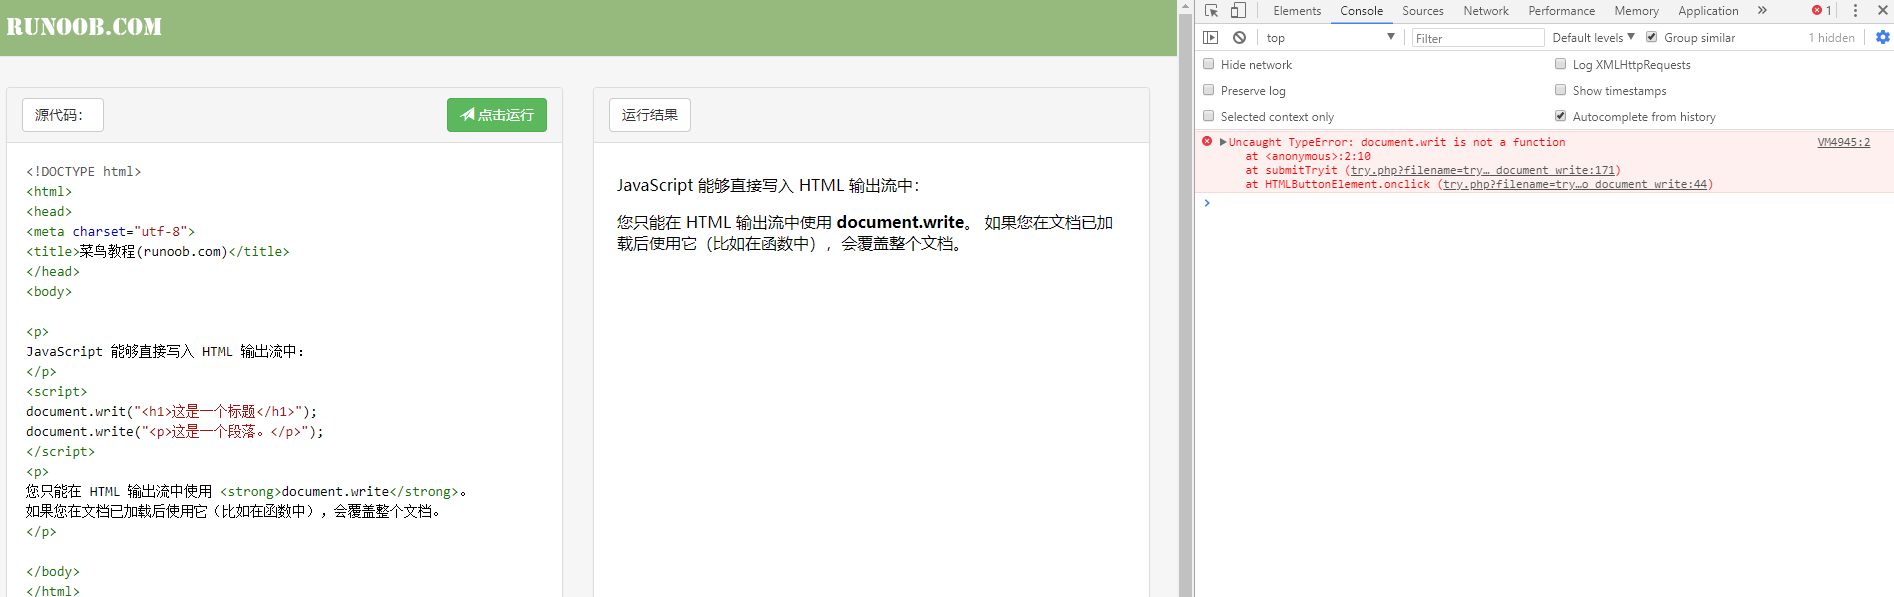 RUNOOB.COM
源代码：
点击运行
<!DOCTYPE html>
<html>
<head>
<meta charset="utf-8">
<title>菜鸟教程(runoob.com)</title>
</head>
<body>
<p>
JavaScript 能够直接写入 HTML 输出流中：
</p>
<script>
document.writ("<h1>这是一个标题</h1>");
document.write("<p>这是一个段落。</p>");
</script>
<p>
您只能在 HTML 输出流中使用 <strong>document.write</strong>。
如果您在文档已加载后使用它（比如在函数中），会覆盖整个文档。
</p>
</body>
</html>
运行结果
JavaScript 能够直接写入 HTML 输出流中：
您只能在 HTML 输出流中使用 document.write。 如果您在文档已加
载后使用它（比如在函数中），会覆盖整个文档。
Elements Console Sources Network Performance Memory Application » 1
top Filter Default levels Group similar 1 hidden
Hide network Log XMLHttpRequests
Preserve log Show timestamps
Selected context only Autocomplete from history
Uncaught TypeError: document.writ is not a function VM4945:2
at <anonymous>:2:10
at submitTryit (try.php?filename=try…_document_write:171)
at HTMLButtonElement.onclick (try.php?filename=try…o_document_write:44)